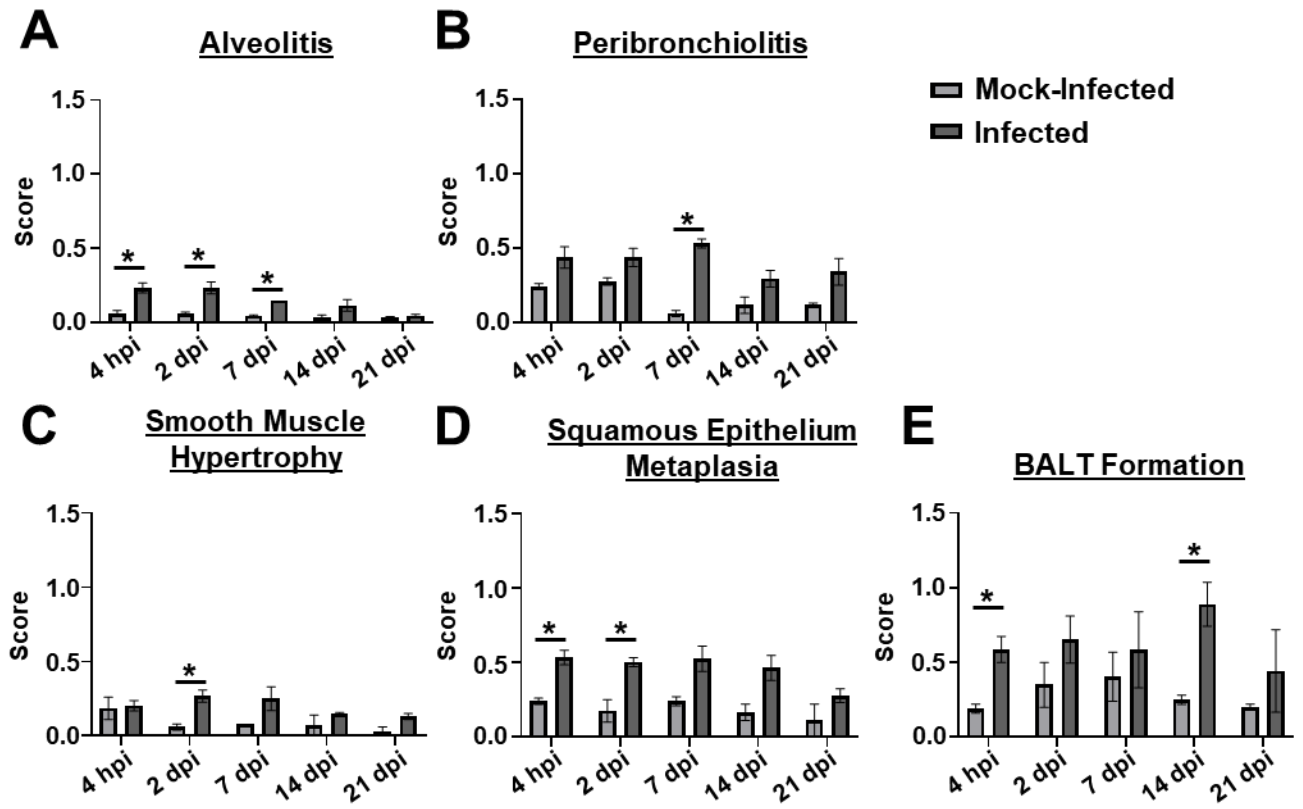 A
Alveolitis
1.5
1.0
0.5
0.0
Score
*
*
*
4 hpi
2 dpi
7 dpi
14 dpi
21 dpi
B
Peribronchiolitis
1.5
1.0
0.5
0.0
Score
*
4 hpi
2 dpi
7 dpi
14 dpi
21 dpi
Mock-Infected
Infected
C
Smooth Muscle
Hypertrophy
1.5
1.0
0.5
0.0
Score
*
4 hpi
2 dpi
7 dpi
14 dpi
21 dpi
D
Squamous Epithelium
Metaplasia
1.5
1.0
0.5
0.0
Score
*
*
4 hpi
2 dpi
7 dpi
14 dpi
21 dpi
E
BALT Formation
1.5
1.0
0.5
0.0
Score
*
*
4 hpi
2 dpi
7 dpi
14 dpi
21 dpi